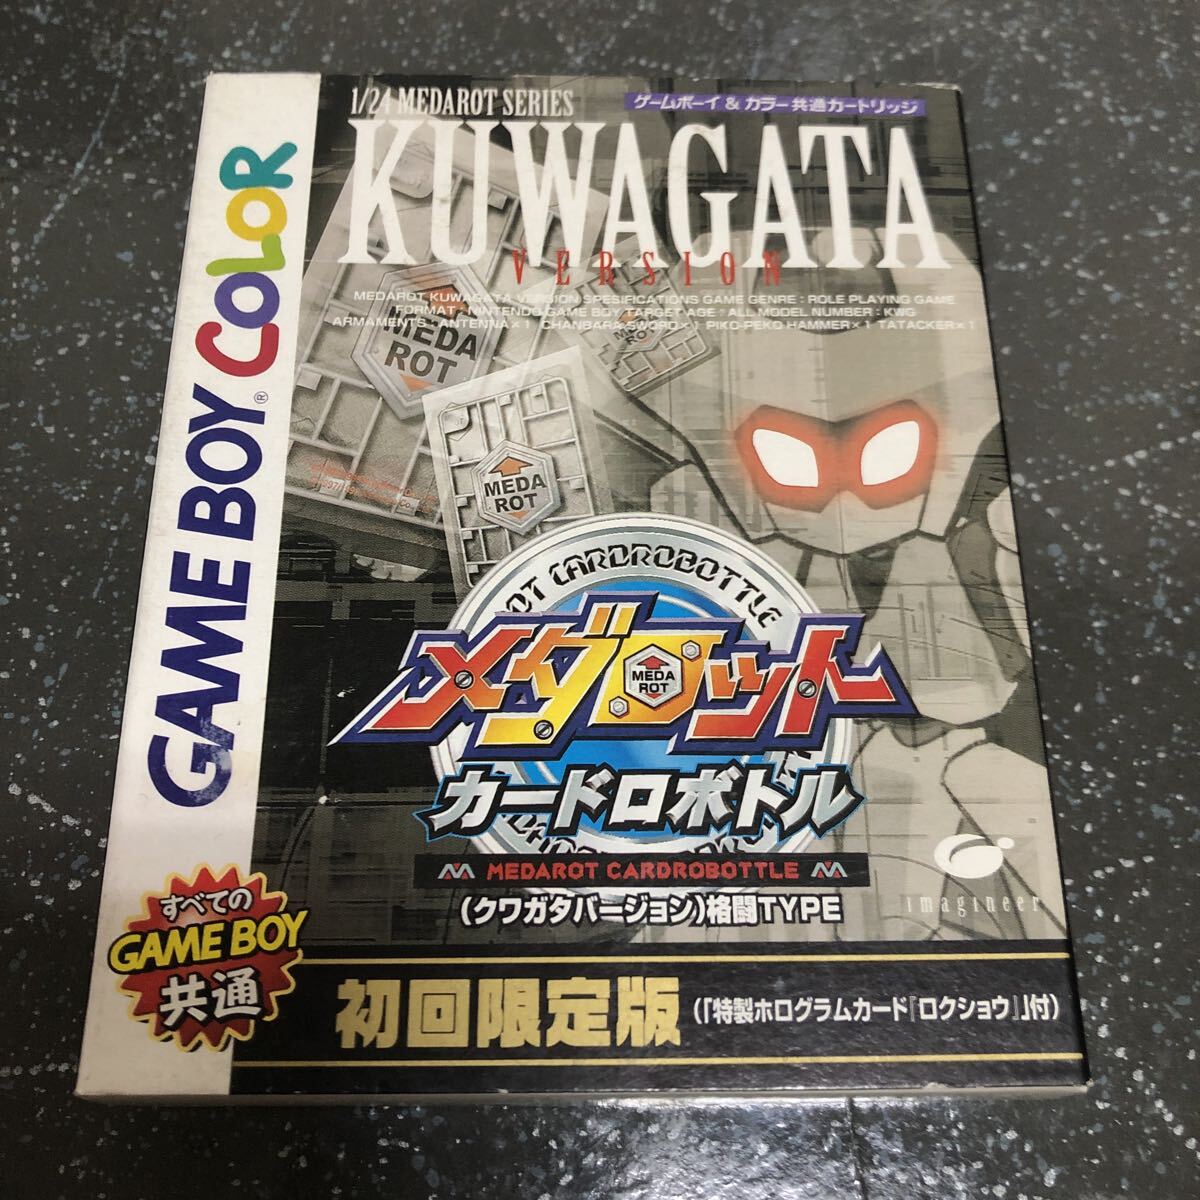 1/24 MEDAROT SERIES
ゲームボーイ & カラー共通カートリッジ
KUWAGATA
VERSION
MEDAROT KUWAGATA VERSION SPESIFICATIONS GAME GENRE : ROLE PLAYING GAME
FORMAT : NINTENDO GAME BOY TARGET AGE : ALL MODEL NUMBER : KWG
ARMAMENTS : ANTENNA×1 CHANBARA SWORD×1 PIKO-PEKO HAMMER×1 TATACKER×1
MEDA
ROT
MEDA
ROT
MEDA
ROT
GAME BOY COLOR
®
CARDROBOTTLE
メダロット
MEDA
ROT
カードロボトル
MEDAROT CARDROBOTTLE
(クワガタバージョン)格闘TYPE
imagineer
すべての
GAME BOY
共通
初回限定版(「特製ホログラムカード『ロクショウ』」付)